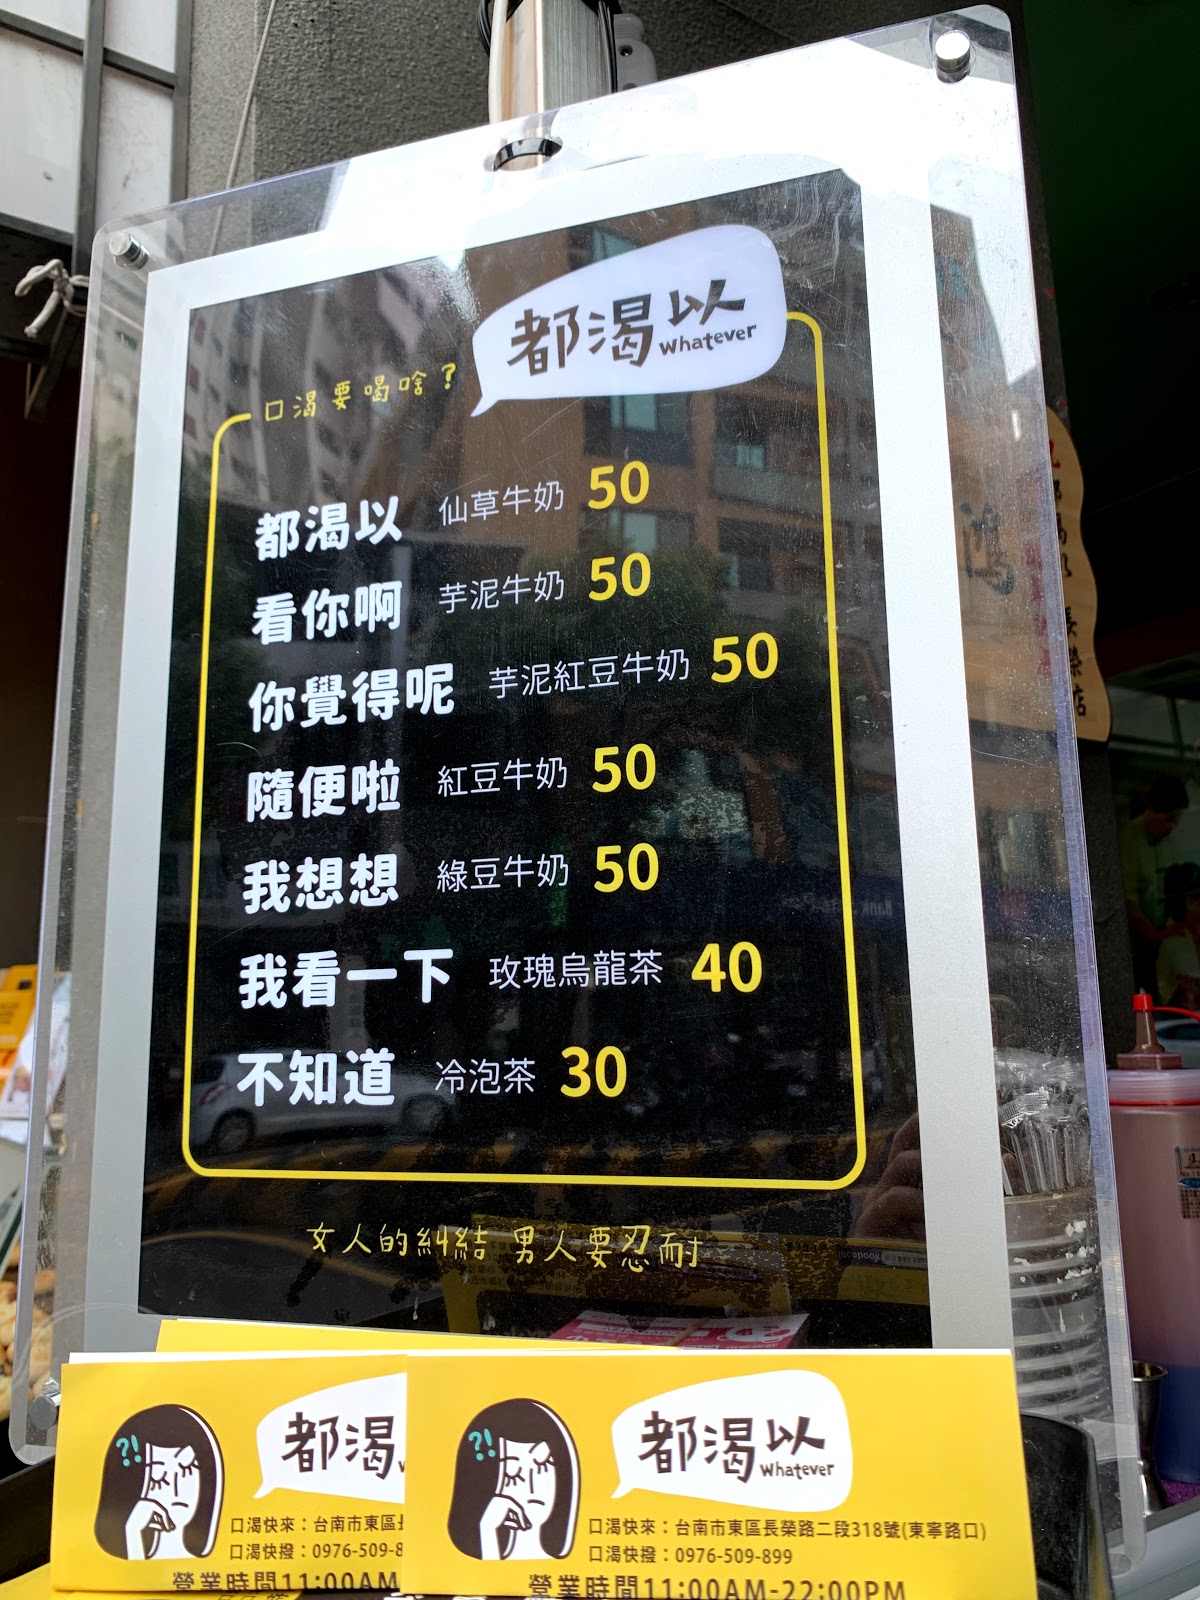 都渴以
Whatever
口渴要喝啥？
都渴以 仙草牛奶 50
看你啊 芋泥牛奶 50
你覺得呢 芋泥紅豆牛奶 50
隨便啦 紅豆牛奶 50
我想想 綠豆牛奶 50
我看一下 玫瑰烏龍茶 40
不知道 冷泡茶 30
女人的糾結 男人要忍耐
?!
都渴
口渴快來：台南市東區
口渴快撥：0976-509-8
營業時間11:00AM
?!
都渴以
Whatever
口渴快來：台南市東區長榮路二段318號(東寧路口)
口渴快撥：0976-509-899
營業時間11:00AM-22:00PM
鴻
榮店